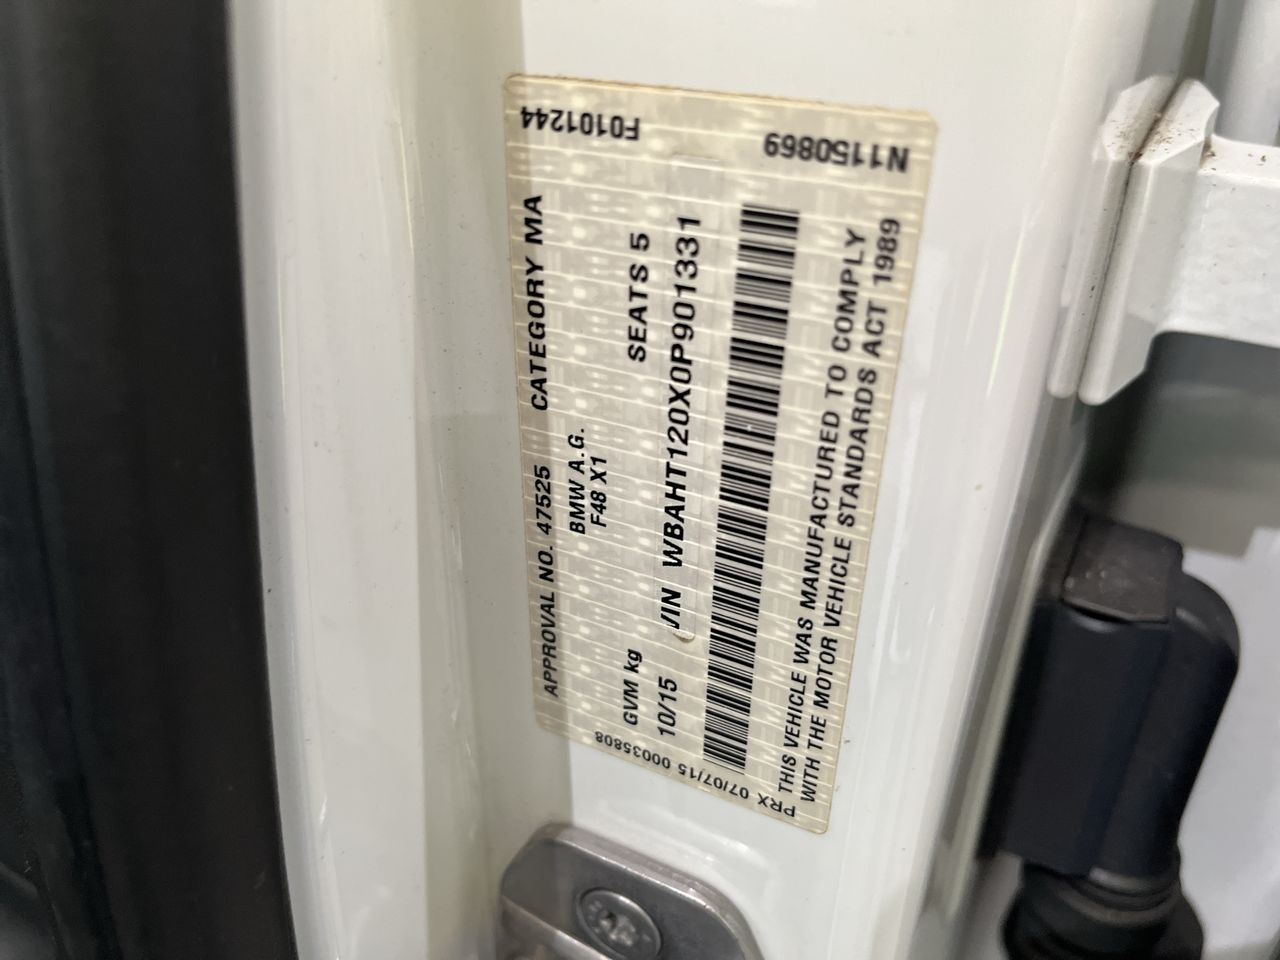 APPROVAL NO. 47525 CATEGORY MA
BMW A.G.
F48 X1
GVM kg SEATS 5
10/15 VIN WBAHT120X0P901331
THIS VEHICLE WAS MANUFACTURED TO COMPLY
WITH THE MOTOR VEHICLE STANDARDS ACT 1989
F0101244 N1150869
PRX 07/07/15 00035808